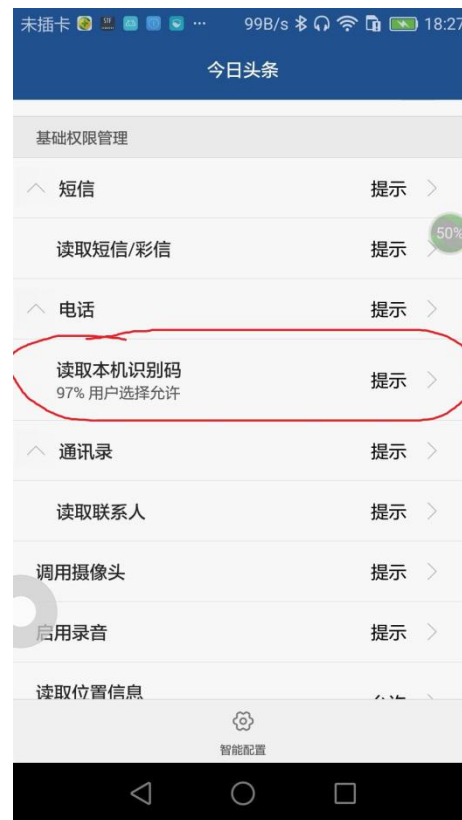 未插卡 99B/s 18:27
今日头条
基础权限管理
短信 提示
50%
读取短信/彩信 提示
电话 提示
读取本机识别码 提示
97% 用户选择允许
通讯录 提示
读取联系人 提示
调用摄像头 提示
启用录音 提示
读取位置信息
智能配置